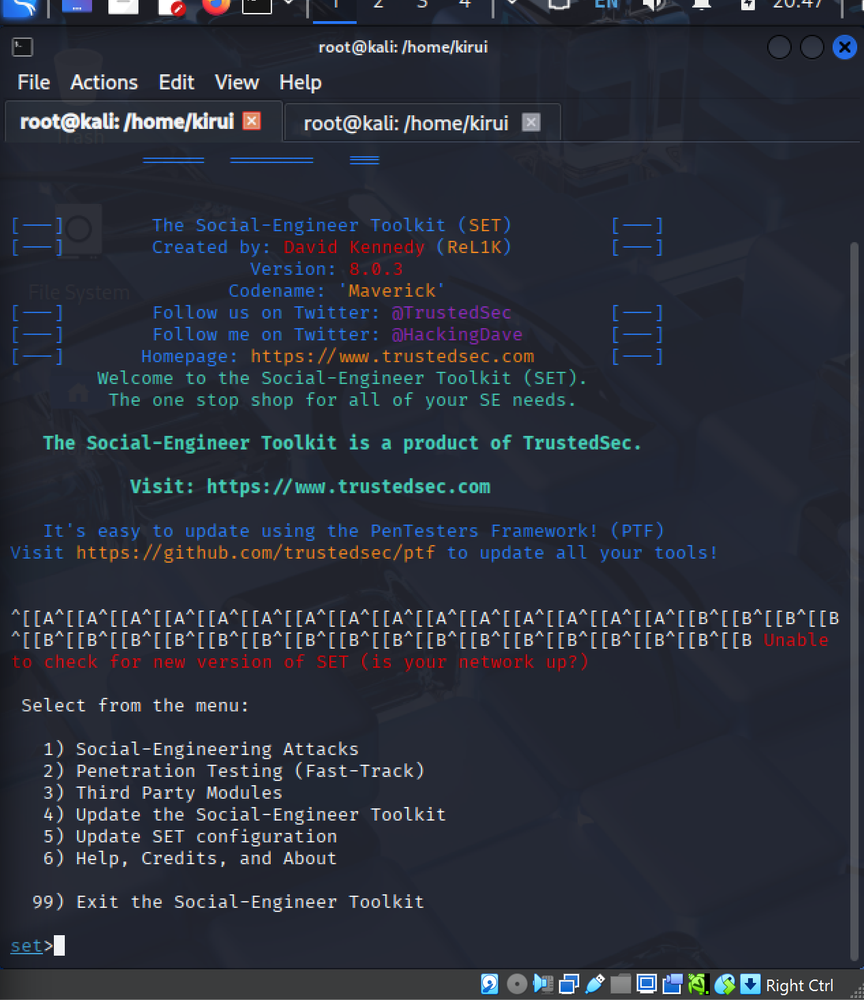 1 2 3 4 EN 20:47
root@kali: /home/kirui
File Actions Edit View Help
root@kali: /home/kirui root@kali: /home/kirui
Trash
[---] The Social-Engineer Toolkit (SET) [---]
[---] Created by: David Kennedy (ReL1K) [---]
Version: 8.0.3
Codename: 'Maverick'
File System
[---] Follow us on Twitter: @TrustedSec [---]
[---] Follow me on Twitter: @HackingDave [---]
[---] Homepage: https://www.trustedsec.com [---]
Welcome to the Social-Engineer Toolkit (SET).
The one stop shop for all of your SE needs.
The Social-Engineer Toolkit is a product of TrustedSec.
Visit: https://www.trustedsec.com
It's easy to update using the PenTesters Framework! (PTF)
Visit https://github.com/trustedsec/ptf to update all your tools!
^[[A^[[A^[[A^[[A^[[A^[[A^[[A^[[A^[[A^[[A^[[A^[[A^[[A^[[A^[[A^[[B^[[B^[[B^[[B
^[[B^[[B^[[B^[[B^[[B^[[B^[[B^[[B^[[B^[[B^[[B^[[B^[[B^[[B^[[B^[[B^[[B Unable
to check for new version of SET (is your network up?)
Select from the menu:
1) Social-Engineering Attacks
2) Penetration Testing (Fast-Track)
3) Third Party Modules
4) Update the Social-Engineer Toolkit
5) Update SET configuration
6) Help, Credits, and About
99) Exit the Social-Engineer Toolkit
set>
Right Ctrl